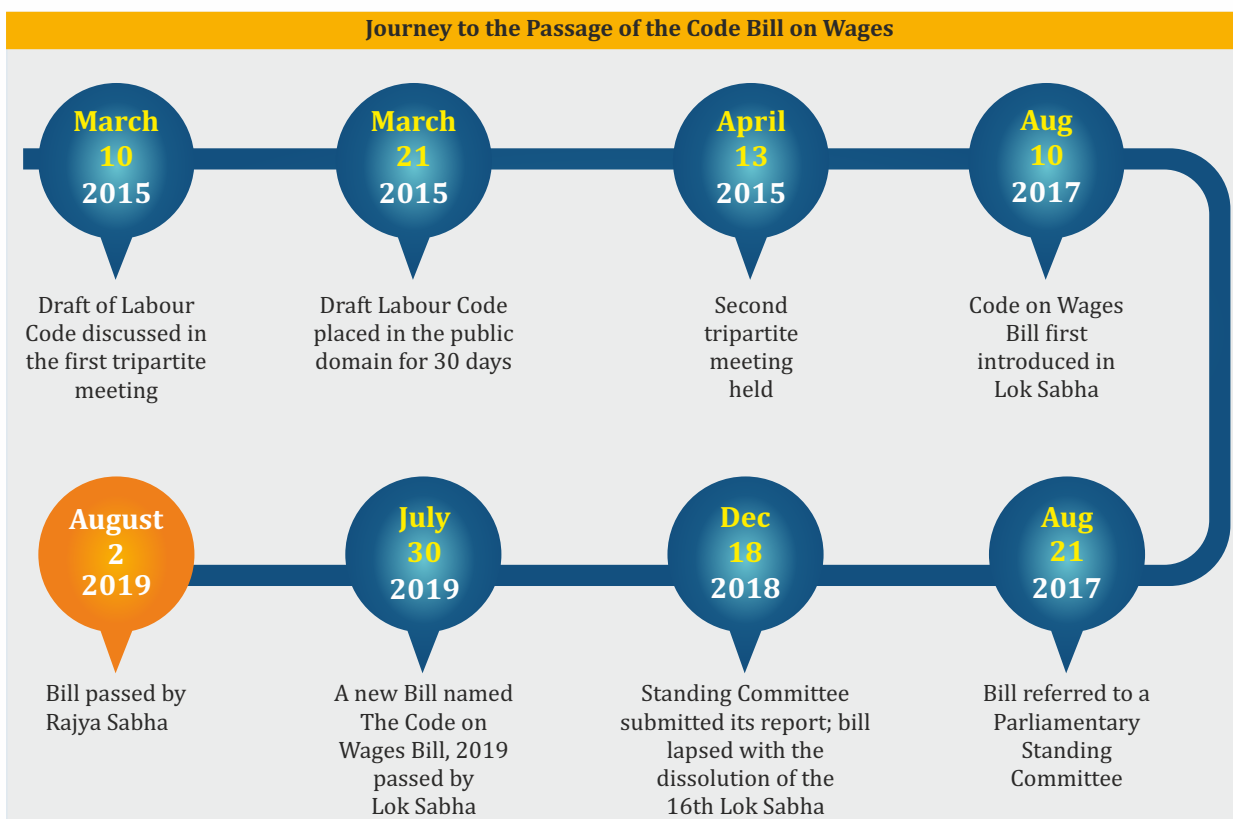 Journey to the Passage of the Code Bill on Wages
March
10
2015
Draft of Labour
Code discussed in
the first tripartite
meeting
March
21
2015
Draft Labour Code
placed in the public
domain for 30 days
April
13
2015
Second
tripartite
meeting
held
Aug
10
2017
Code on Wages
Bill first
introduced in
Lok Sabha
Aug
21
2017
Bill referred to a
Parliamentary
Standing
Committee
Dec
18
2018
Standing Committee
submitted its report; bill
lapsed with the
dissolution of the
16th Lok Sabha
July
30
2019
A new Bill named
The Code on
Wages Bill, 2019
passed by
Lok Sabha
August
2
2019
Bill passed by
Rajya Sabha